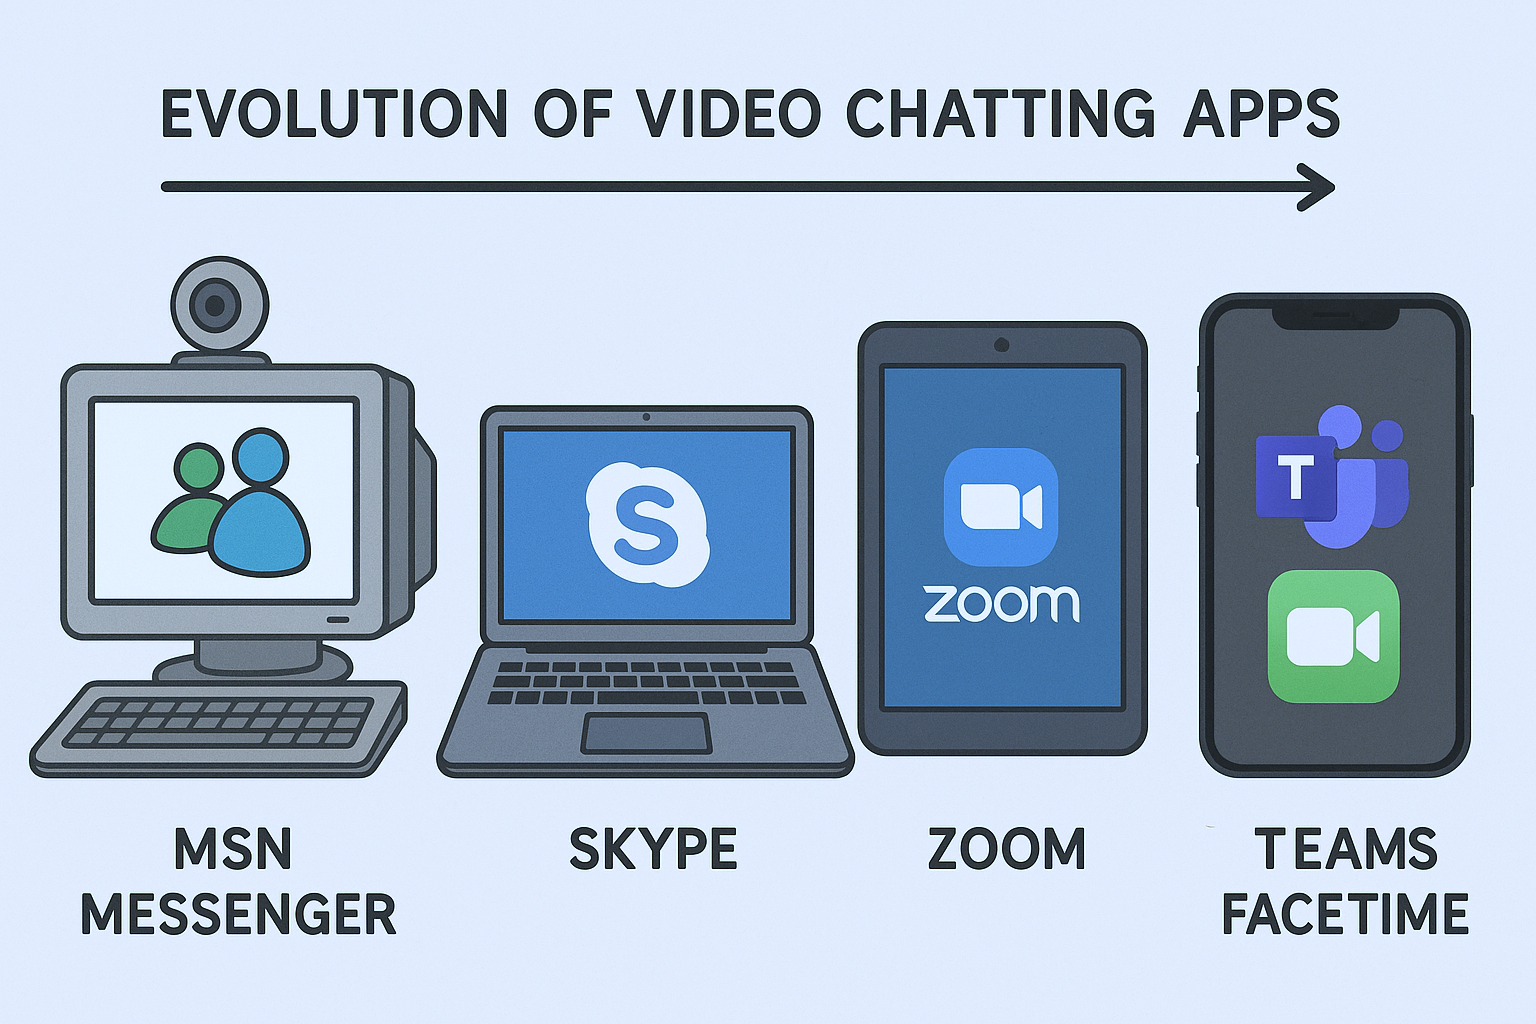 EVOLUTION OF VIDEO CHATTING APPS
S
zoom
T
MSN
MESSENGER
SKYPE
ZOOM
TEAMS
FACETIME